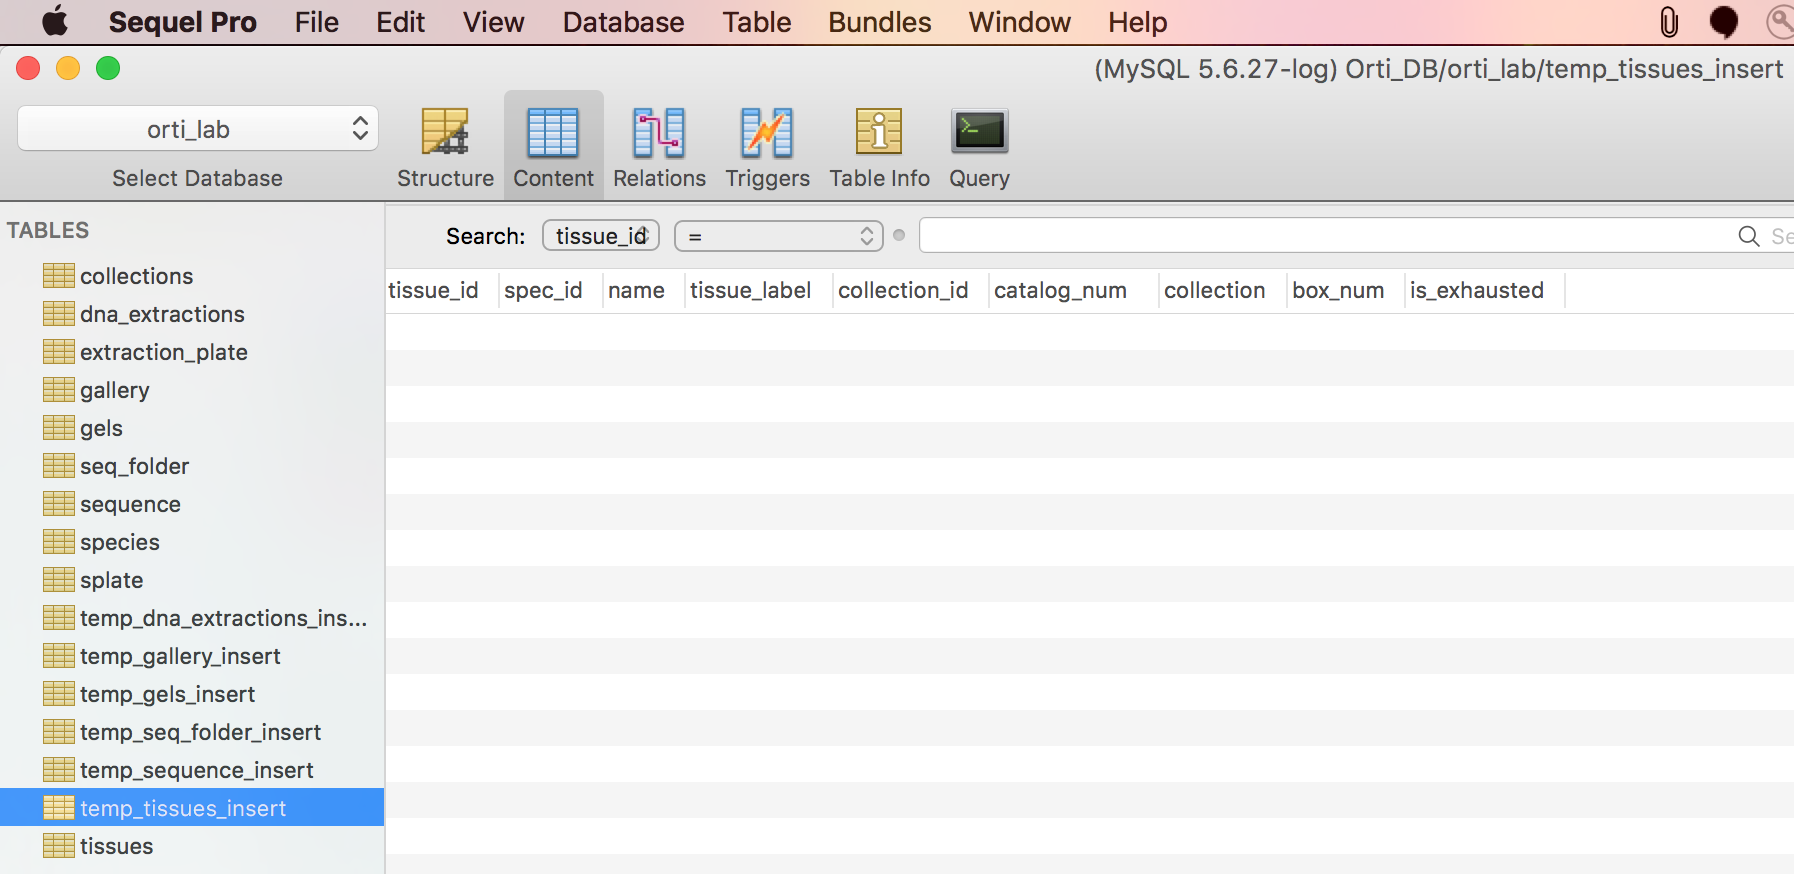 Sequel Pro File Edit View Database Table Bundles Window Help
(MySQL 5.6.27-log) Orti_DB/orti_lab/temp_tissues_insert
orti_lab
Select Database Structure Content Relations Triggers Table Info Query
TABLES
Search: tissue_id = Se
tissue_id spec_id name tissue_label collection_id catalog_num collection box_num is_exhausted
collections
dna_extractions
extraction_plate
gallery
gels
seq_folder
sequence
species
splate
temp_dna_extractions_ins...
temp_gallery_insert
temp_gels_insert
temp_seq_folder_insert
temp_sequence_insert
temp_tissues_insert
tissues